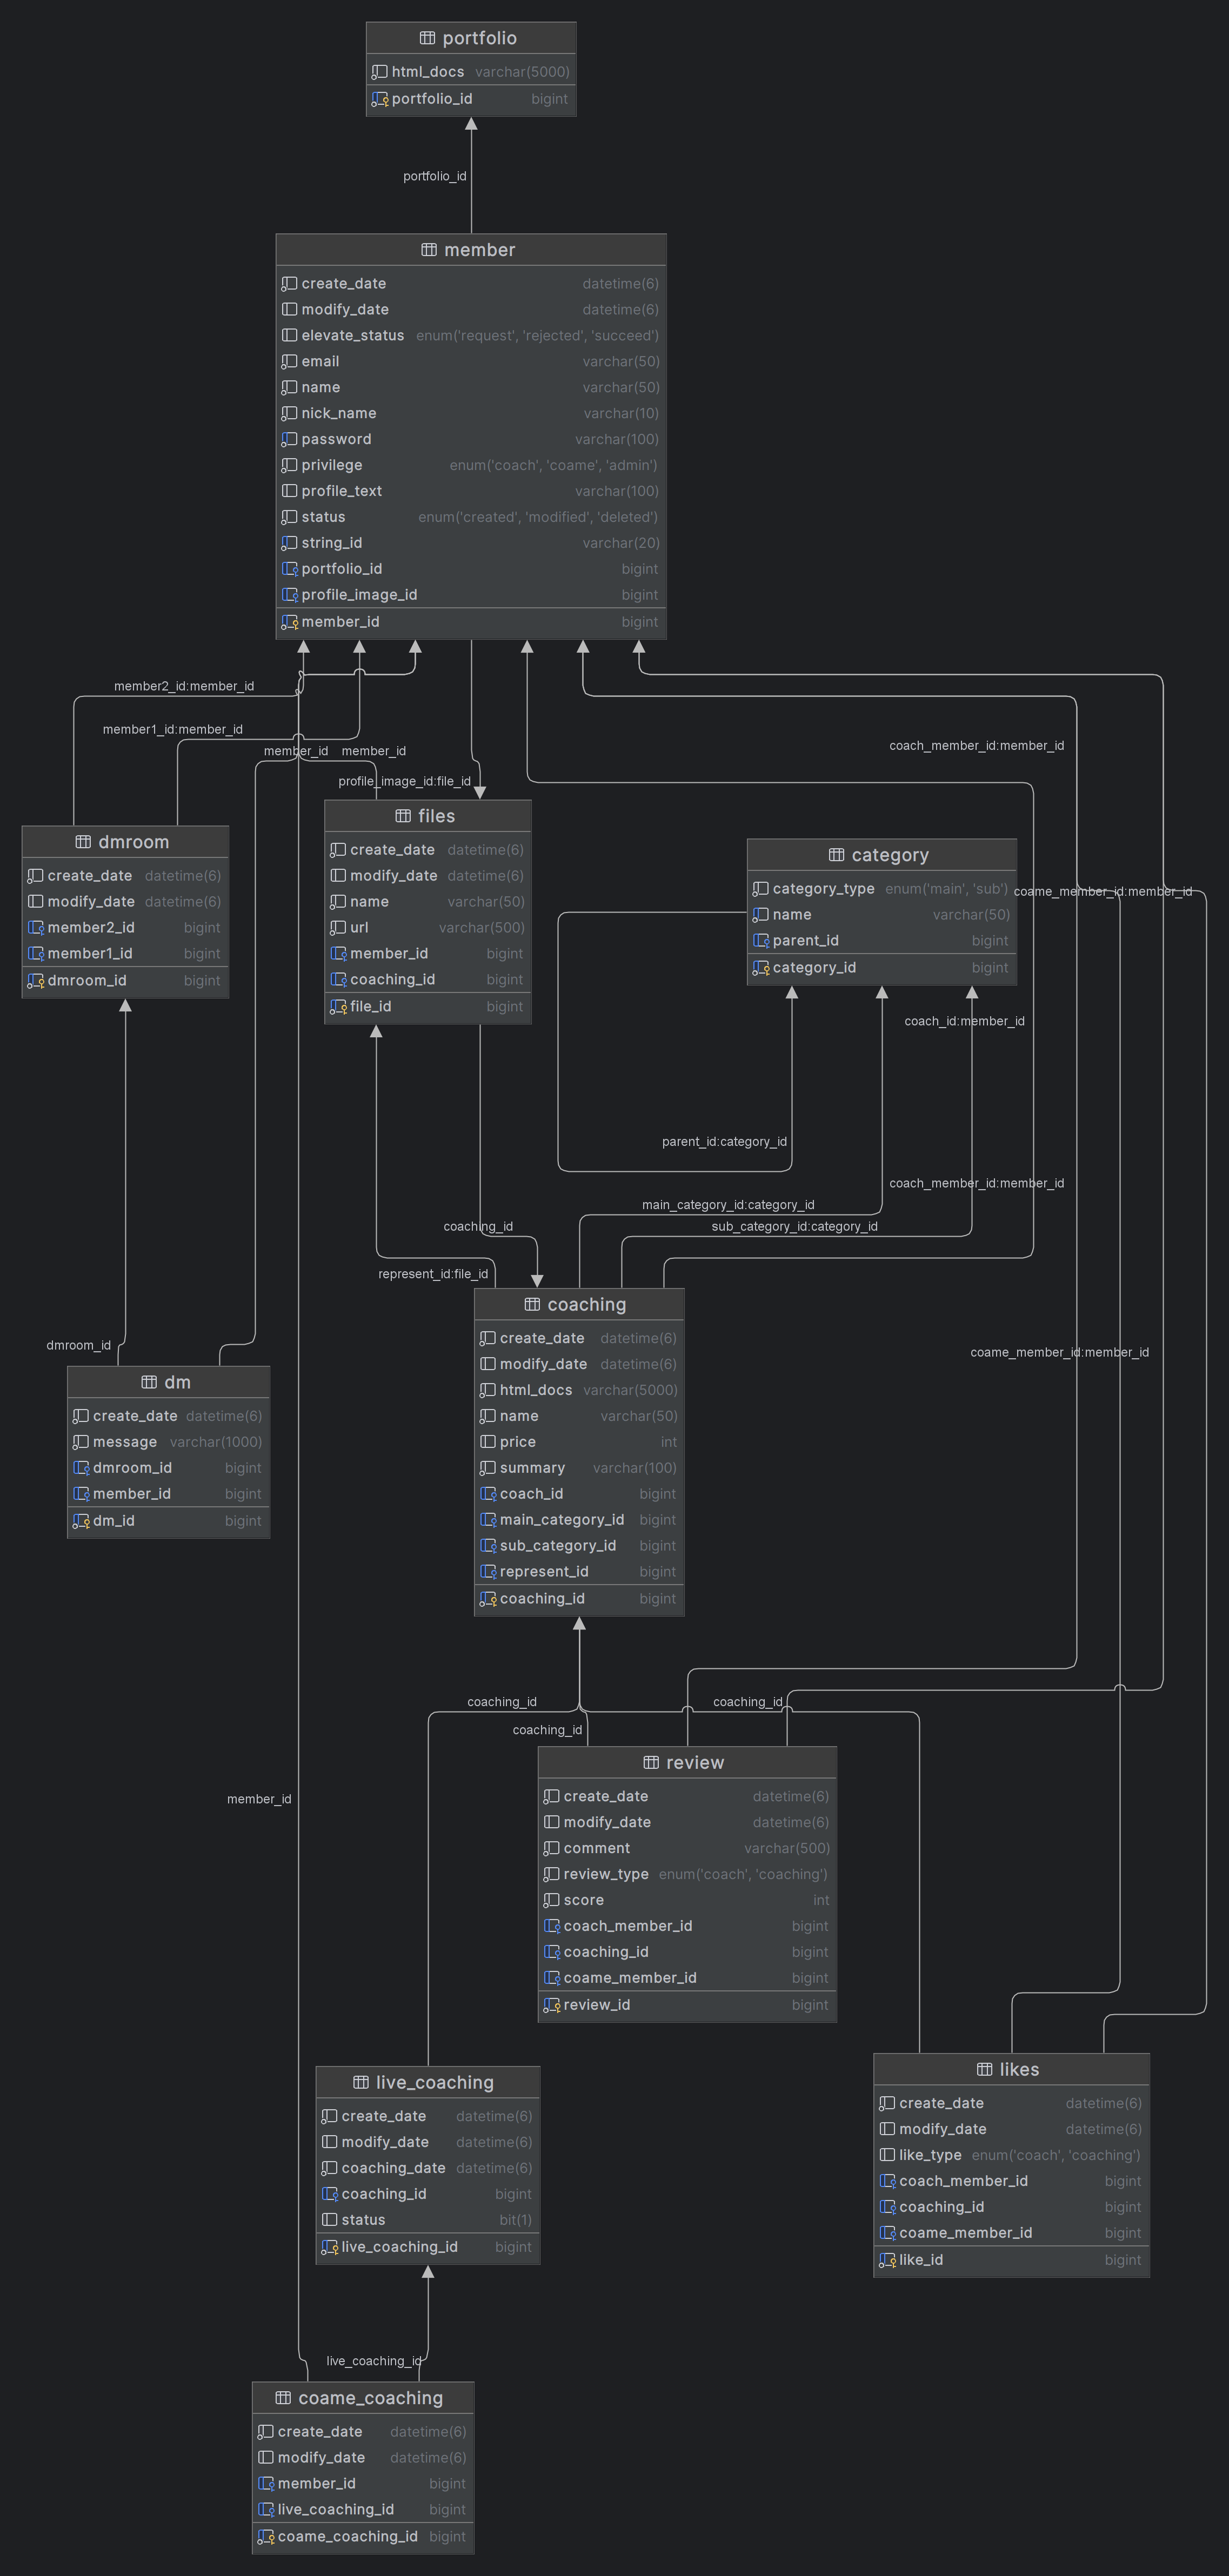 portfolio
html_docs varchar(5000)
portfolio_id bigint
portfolio_id
member
create_date datetime(6)
modify_date datetime(6)
elevate_status enum('request', 'rejected', 'succeed')
email varchar(50)
name varchar(50)
nick_name varchar(10)
password varchar(100)
privilege enum('coach', 'coame', 'admin')
profile_text varchar(100)
status enum('created', 'modified', 'deleted')
string_id varchar(20)
portfolio_id bigint
profile_image_id bigint
member_id bigint
member2_id:member_id
member1_id:member_id
member_id
member_id
profile_image_id:file_id
coach_member_id:member_id
dmroom
create_date datetime(6)
modify_date datetime(6)
member2_id bigint
member1_id bigint
dmroom_id bigint
files
create_date datetime(6)
modify_date datetime(6)
name varchar(50)
url varchar(500)
member_id bigint
coaching_id bigint
file_id bigint
category
category_type enum('main', 'sub')
name varchar(50)
parent_id bigint
category_id bigint
coame_member_id:member_id
coach_id:member_id
parent_id:category_id
coach_member_id:member_id
main_category_id:category_id
sub_category_id:category_id
coaching_id
represent_id:file_id
dmroom_id
coame_member_id:member_id
coaching
create_date datetime(6)
modify_date datetime(6)
html_docs varchar(5000)
name varchar(50)
price int
summary varchar(100)
coach_id bigint
main_category_id bigint
sub_category_id bigint
represent_id bigint
coaching_id bigint
dm
create_date datetime(6)
message varchar(1000)
dmroom_id bigint
member_id bigint
dm_id bigint
coaching_id
coaching_id
coaching_id
member_id
review
create_date datetime(6)
modify_date datetime(6)
comment varchar(500)
review_type enum('coach', 'coaching')
score int
coach_member_id bigint
coaching_id bigint
coame_member_id bigint
review_id bigint
live_coaching
create_date datetime(6)
modify_date datetime(6)
coaching_date datetime(6)
coaching_id bigint
status bit(1)
live_coaching_id bigint
likes
create_date datetime(6)
modify_date datetime(6)
like_type enum('coach', 'coaching')
coach_member_id bigint
coaching_id bigint
coame_member_id bigint
like_id bigint
live_coaching_id
coame_coaching
create_date datetime(6)
modify_date datetime(6)
member_id bigint
live_coaching_id bigint
coame_coaching_id bigint